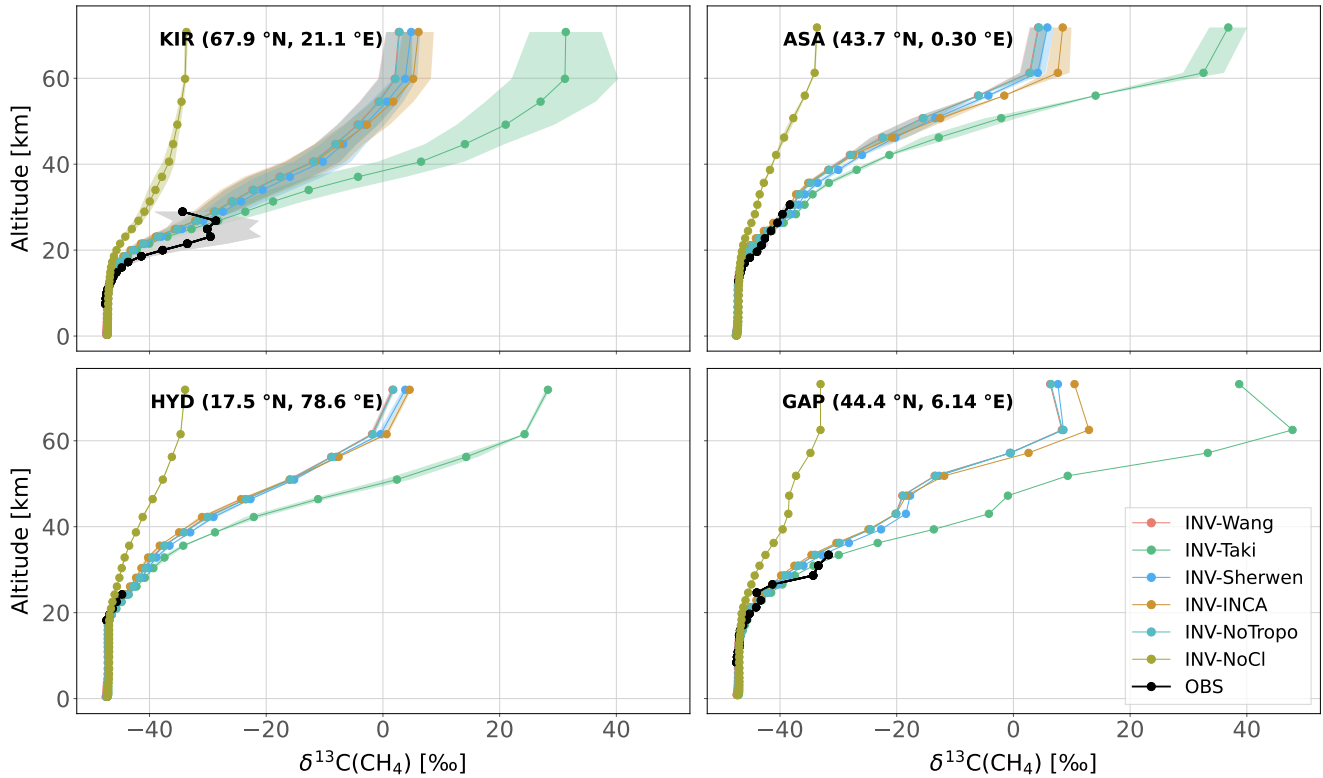 KIR (67.9 °N, 21.1 °E)
ASA (43.7 °N, 0.30 °E)
60
40
20
0
Altitude [km]
HYD (17.5 °N, 78.6 °E)
GAP (44.4 °N, 6.14 °E)
60
40
20
0
Altitude [km]
INV-Wang
INV-Taki
INV-Sherwen
INV-INCA
INV-NoTropo
INV-NoCl
OBS
−40 −20 0 20 40
−40 −20 0 20 40
δ¹³C(CH₄) [‰]
δ¹³C(CH₄) [‰]